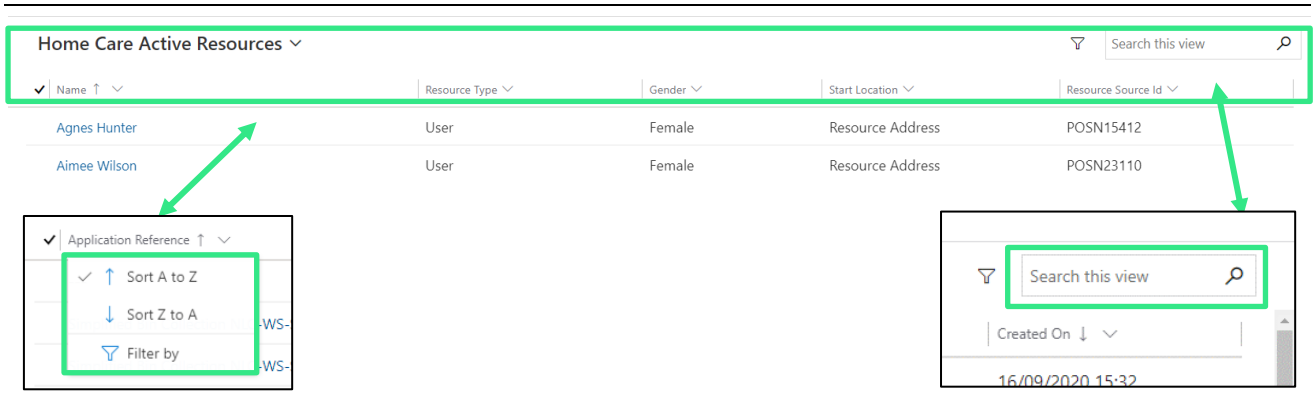 Home Care Active Resources
Search this view
Name Resource Type Gender Start Location Resource Source Id
Agnes Hunter User Female Resource Address POSN15412
Aimee Wilson User Female Resource Address POSN23110
Application Reference
Sort A to Z
Sort Z to A
-WS-
Filter by
-WS-
Search this view
Created On
16/09/2020 15:32